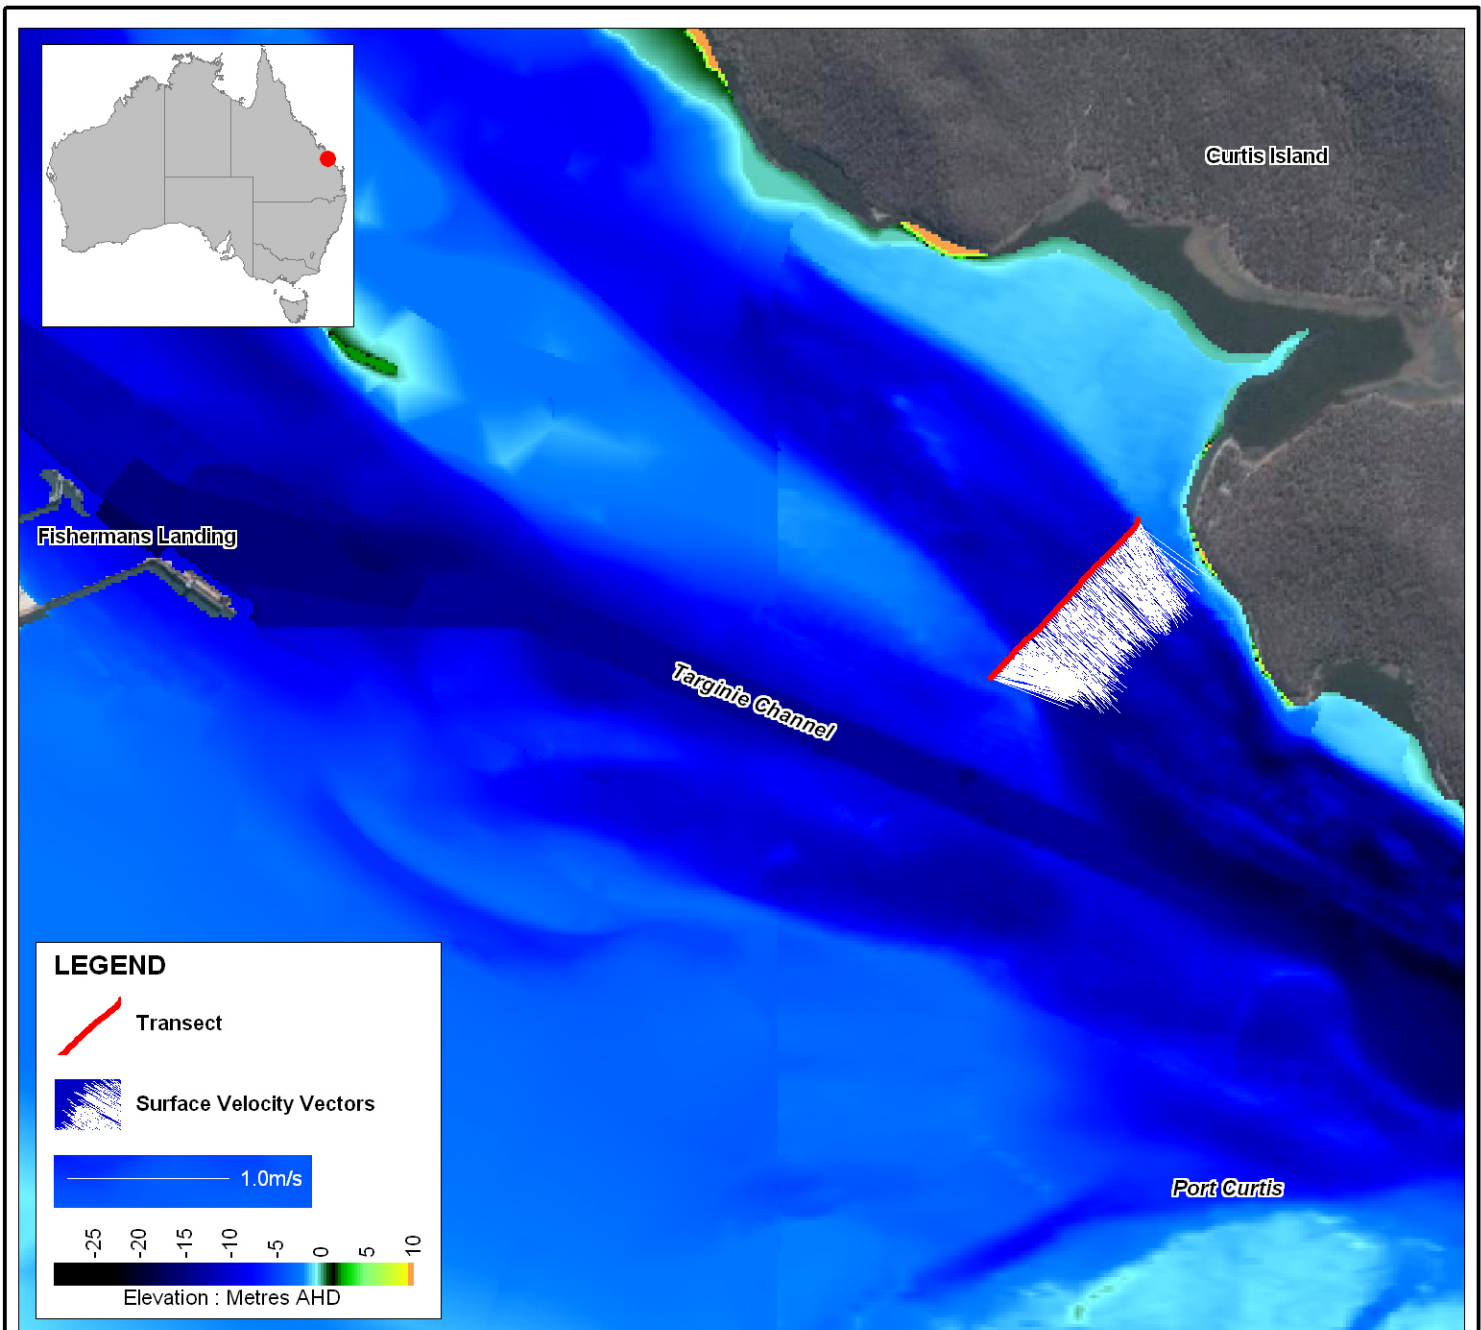 Curtis Island
Fishermans Landing
Targinie Channel
LEGEND
Transect
Surface Velocity Vectors
1.0m/s
-25 -20 -15 -10 -5 0 5 10
Elevation : Metres AHD
Port Curtis